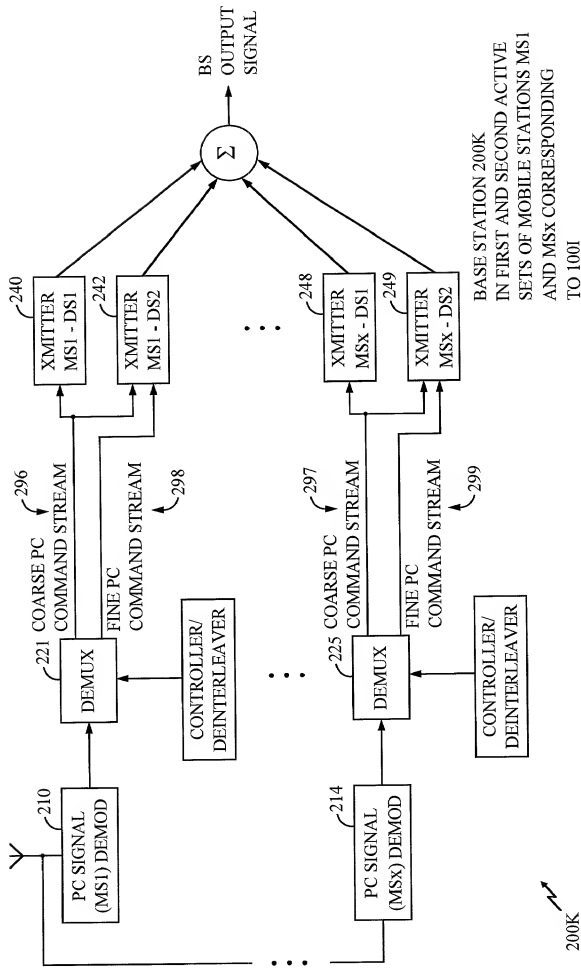 210
PC SIGNAL
(MS1) DEMOD
221
DEMUX
CONTROLLER/
DEINTERLEAVER
COARSE PC
COMMAND STREAM
296
FINE PC
COMMAND STREAM
298
240
XMITTER
MS1 - DS1
242
XMITTER
MS1 - DS2
Σ
BS
OUTPUT
SIGNAL
214
PC SIGNAL
(MSx) DEMOD
225
DEMUX
CONTROLLER/
DEINTERLEAVER
COARSE PC
COMMAND STREAM
297
FINE PC
COMMAND STREAM
299
248
XMITTER
MSx - DS1
249
XMITTER
MSx - DS2
200K
BASE STATION 200K
IN FIRST AND SECOND ACTIVE
SETS OF MOBILE STATIONS MS1
AND MSx CORRESPONDING
TO 100I